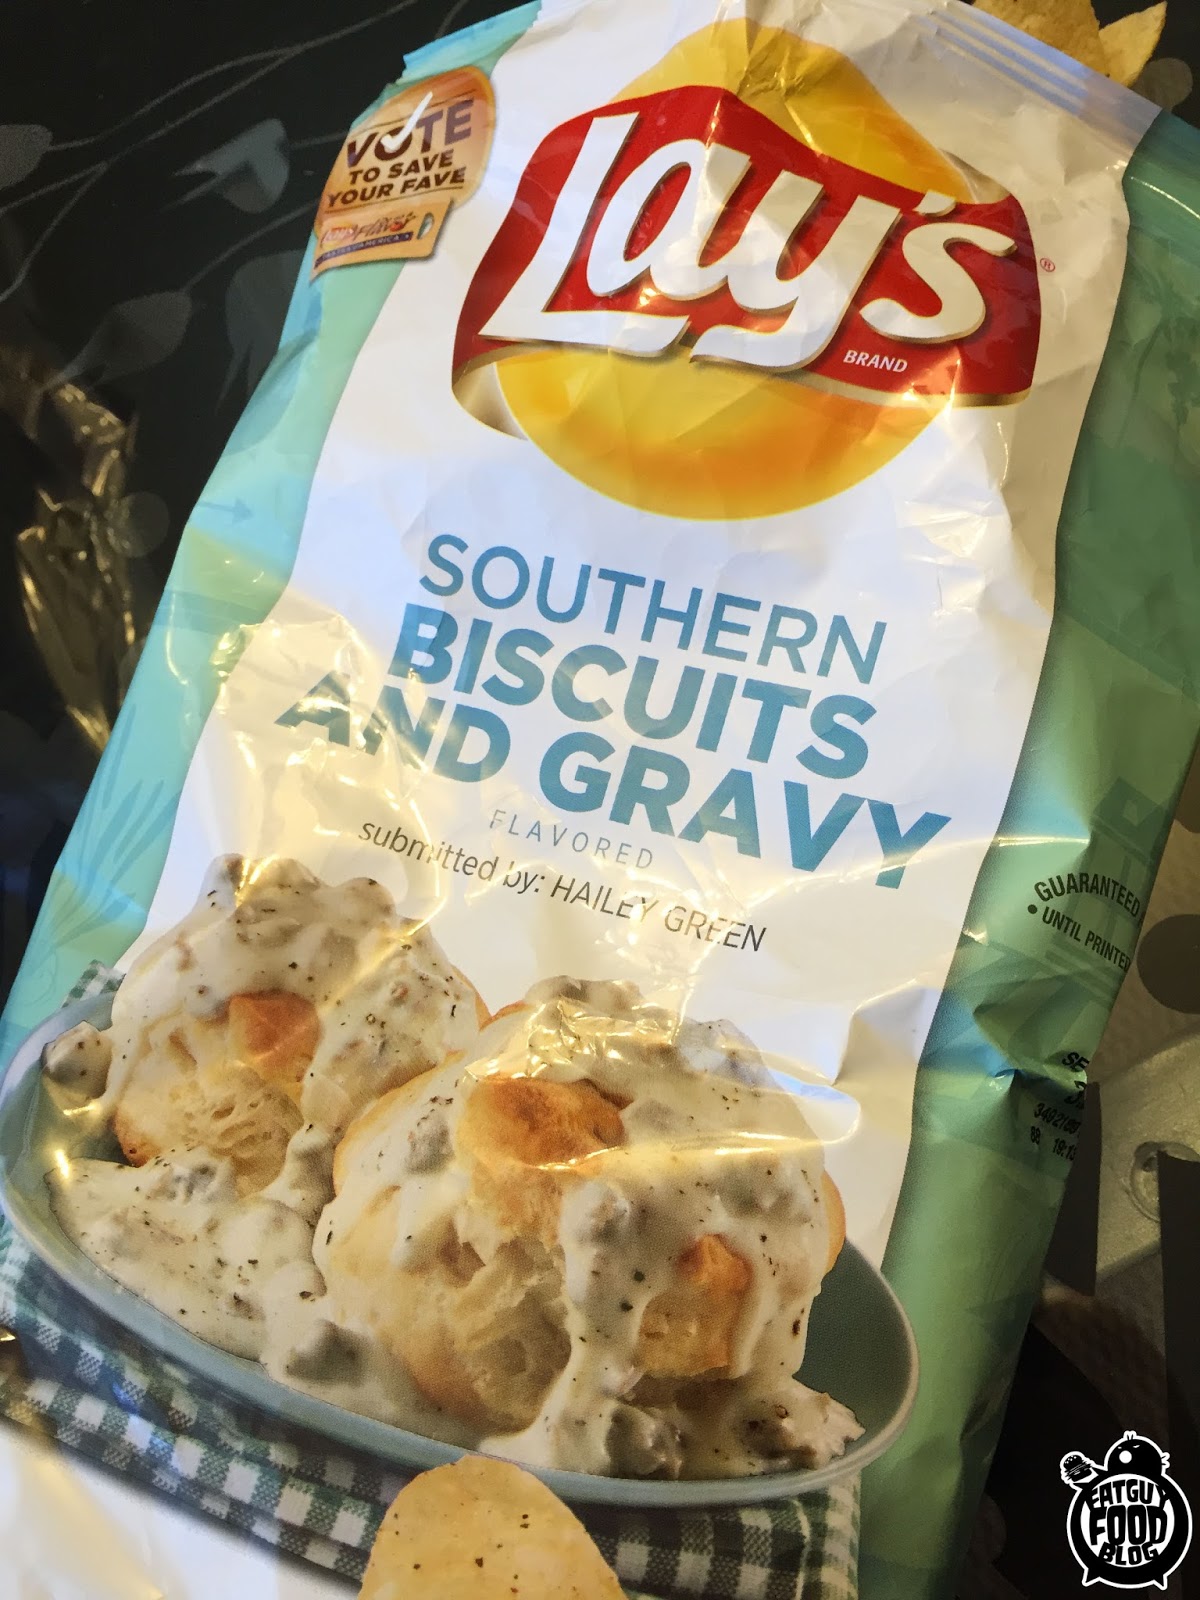 VOTE
TO SAVE
YOUR FAVE
Lay's
BRAND
®
SOUTHERN
BISCUITS
AND GRAVY
FLAVORED
submitted by: HAILEY GREEN
GUARANTEED
• UNTIL PRINTE
EATGUY
FOOD
BLOG